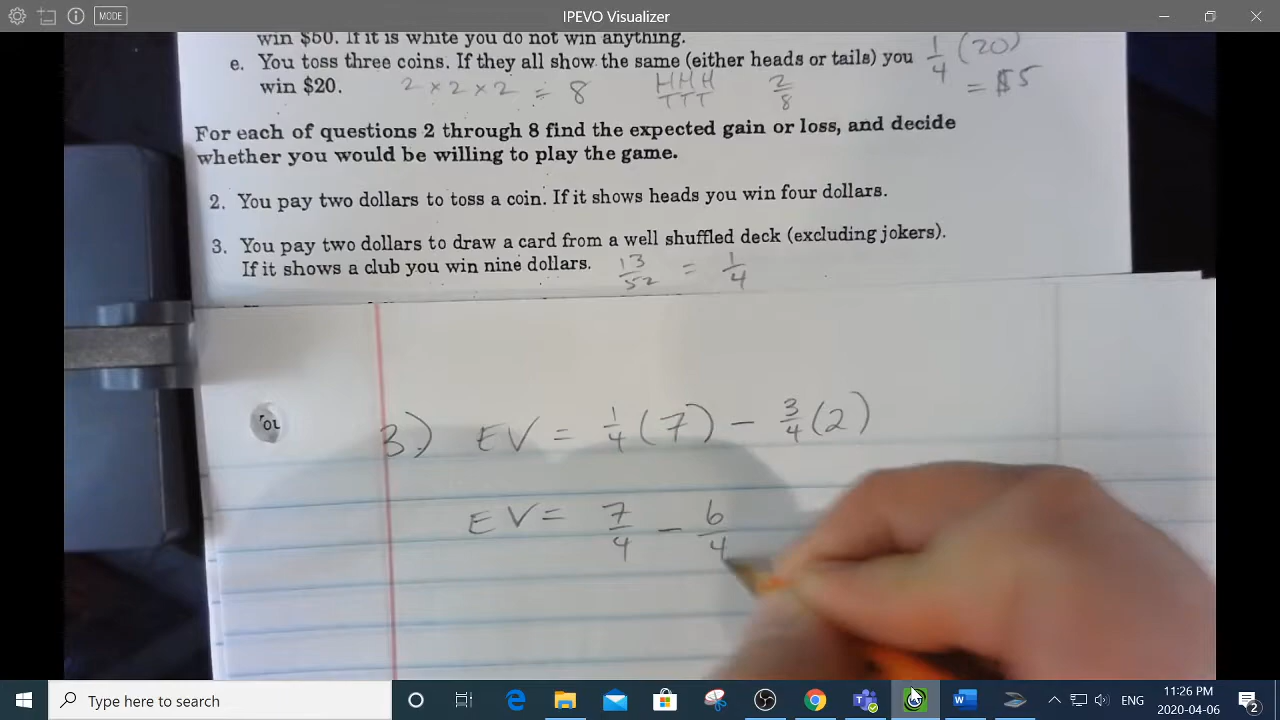 IPEVO Visualizer
MODE
win $50. If it is white you do not win anything.
e. You toss three coins. If they all show the same (either heads or tails) you
win $20.
2 × 2 × 2 = 8
HHH
TTT
2/8
1/4 (20)
= $5
For each of questions 2 through 8 find the expected gain or loss, and decide
whether you would be willing to play the game.
2. You pay two dollars to toss a coin. If it shows heads you win four dollars.
3. You pay two dollars to draw a card from a well shuffled deck (excluding jokers).
If it shows a club you win nine dollars.
13/52 = 1/4
3.) EV = 1/4 (7) - 3/4 (2)
EV = 7/4 - 6/4
Type here to search
ENG
11:26 PM
2020-04-06
2